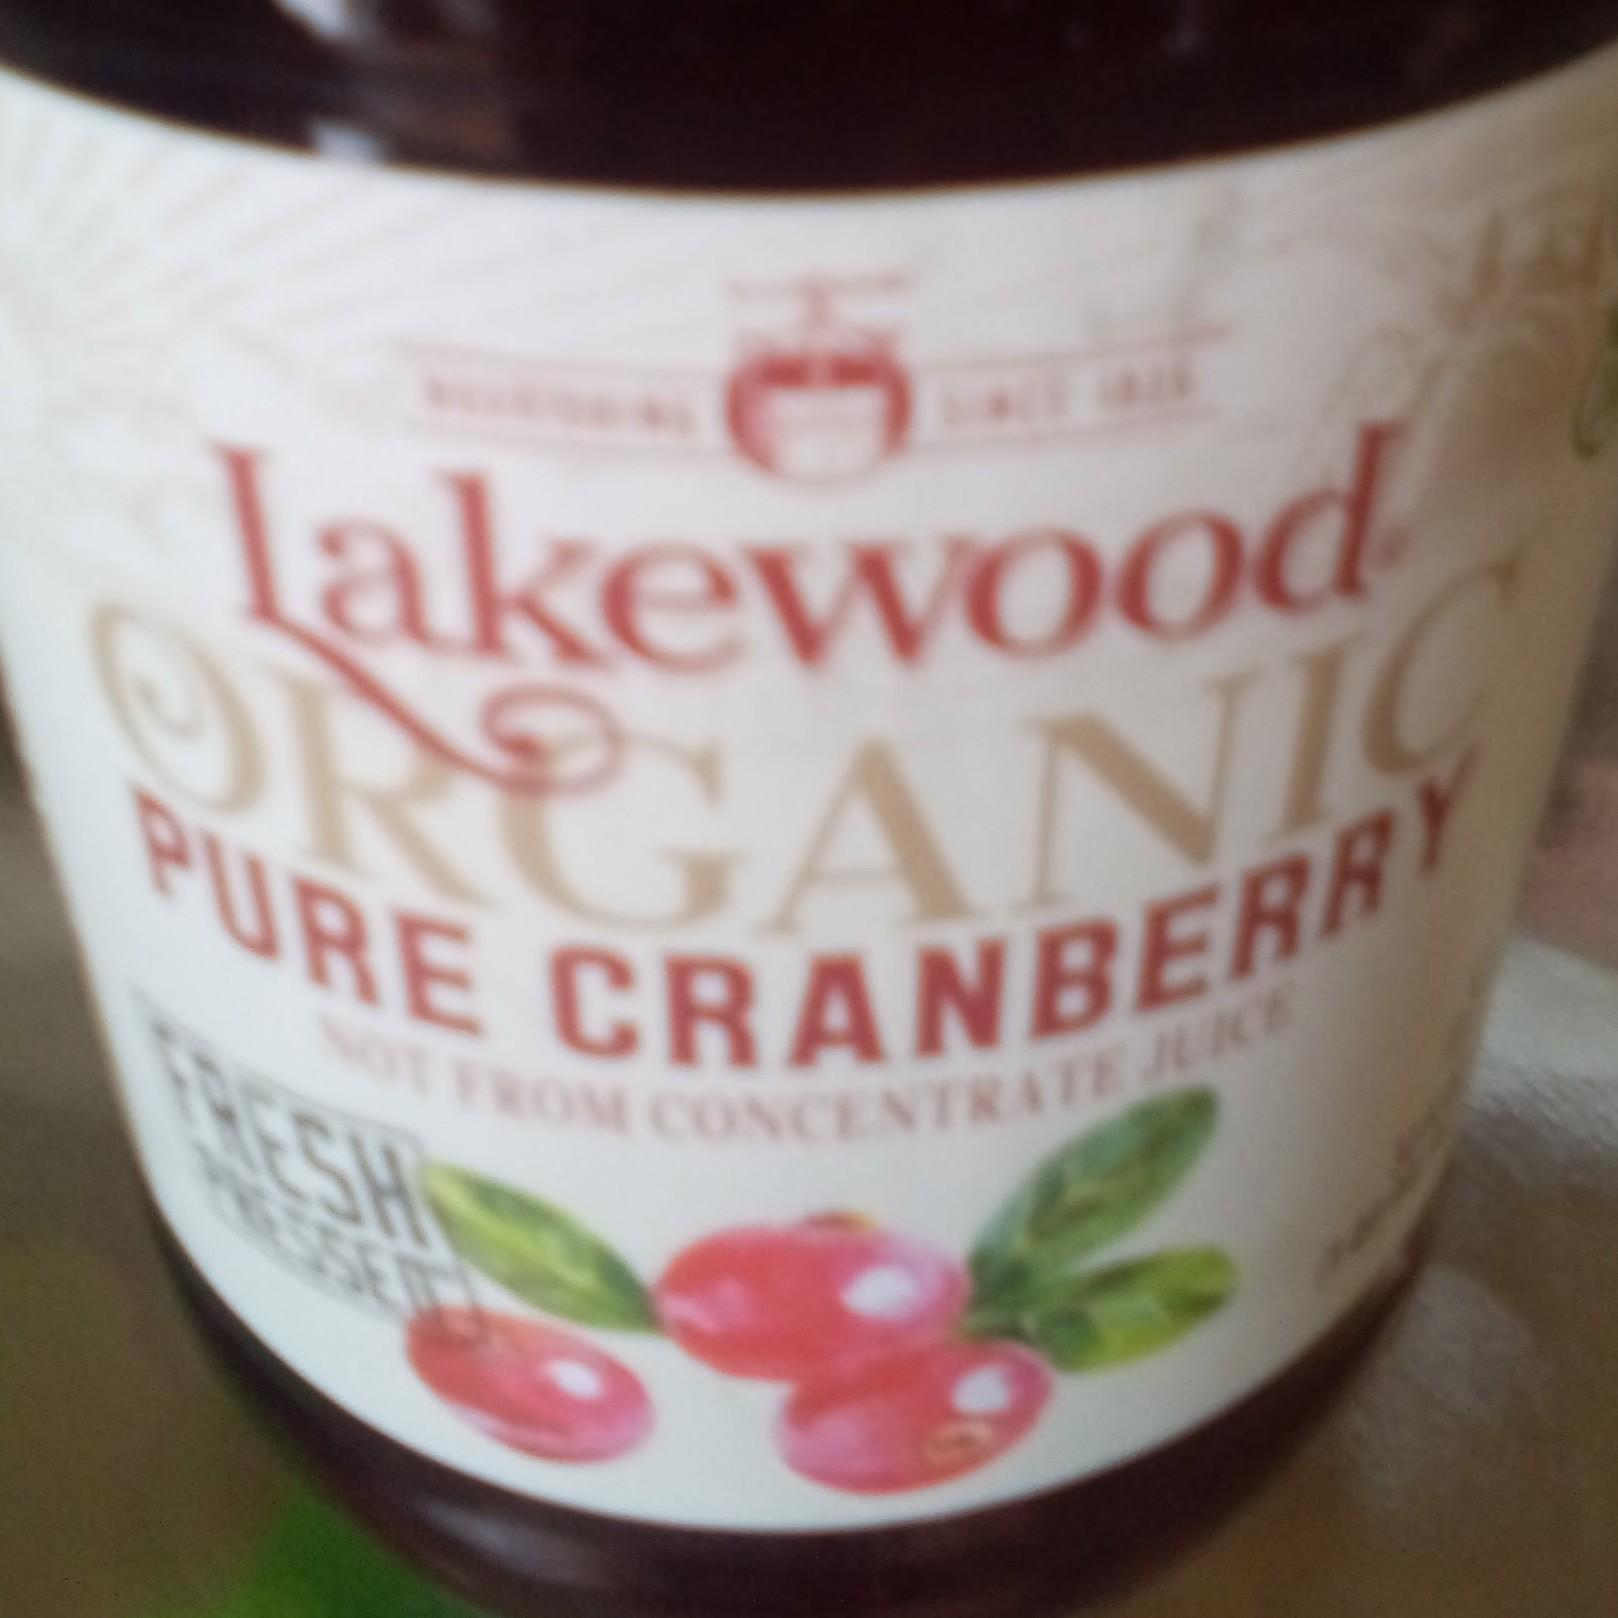 SINCE
Lakewood
ORGANIC
PURE CRANBERRY
NOT FROM CONCENTRATE JUICE
FRESH
PRESSED